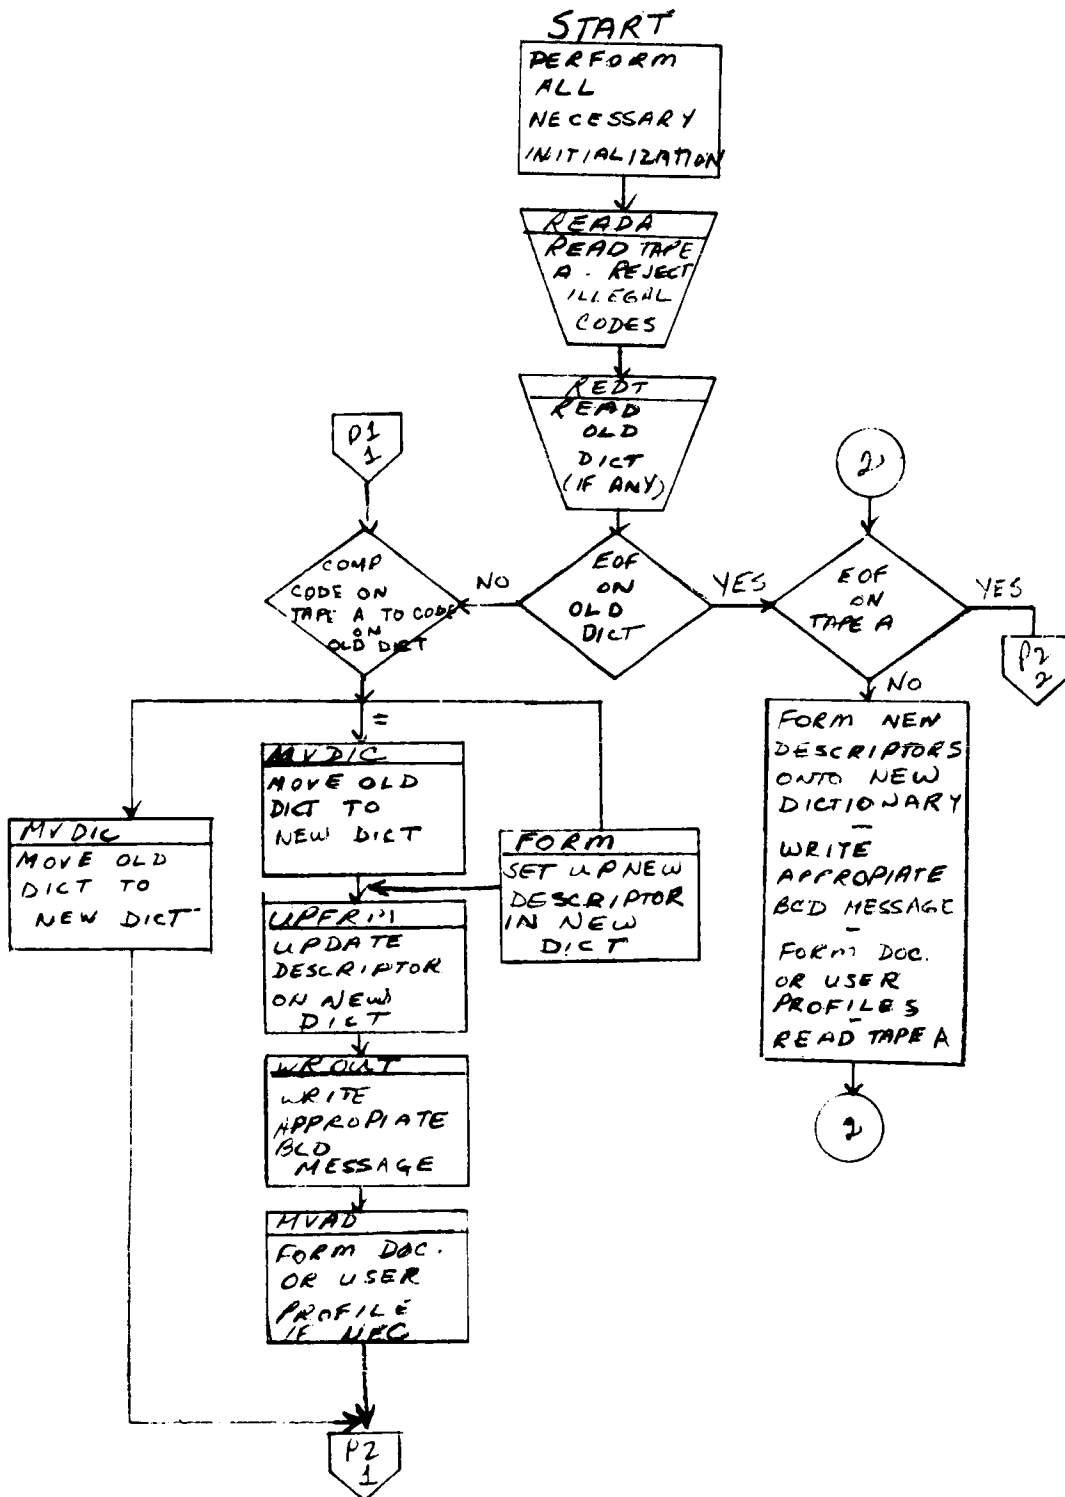 START
PERFORM
ALL
NECESSARY
INITIALIZATION
READA
READ TAPE
A. REJECT
ILLEGAL
CODES
REDT
READ
OLD
DICT
(IF ANY)
P1
1
2
COMP
CODE ON
TAPE A TO CODE
ON
OLD DICT
NO
EOF
ON
OLD
DICT
YES
EOF
ON
TAPE A
YES
P2
2
NO
=
MVDIC
MOVE OLD
DICT TO
NEW DICT
MVDIC
MOVE OLD
DICT TO
NEW DICT
FORM
SET UP NEW
DESCRIPTOR
IN NEW
DICT
UPFRM
UPDATE
DESCRIPTOR
ON NEW
DICT
WROUT
WRITE
APPROPIATE
BCD
MESSAGE
MVAD
FORM DOC.
OR USER
PROFILE
IF NEC
P2
1
FORM NEW
DESCRIPTORS
ONTO NEW
DICTIONARY
–
WRITE
APPROPIATE
BCD MESSAGE
–
FORM DOC.
OR USER
PROFILES
–
READ TAPE A
2